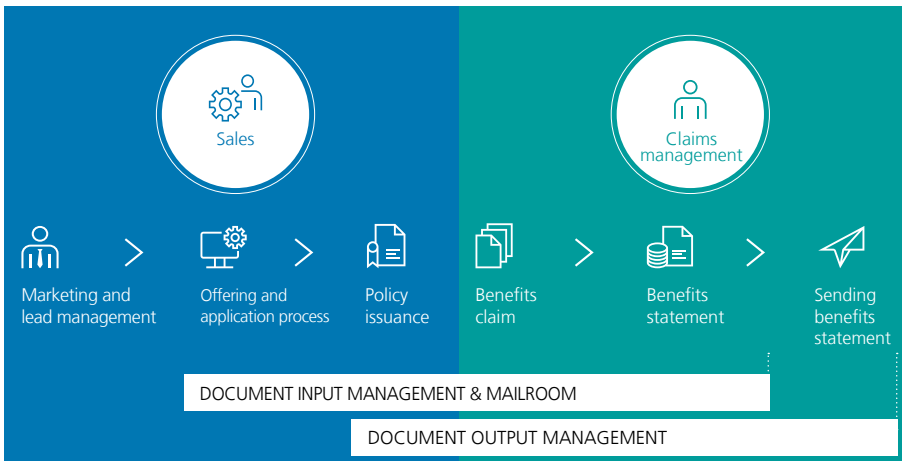 Sales
Claims
management
Marketing and
lead management
Offering and
application process
Policy
issuance
Benefits
claim
Benefits
statement
Sending
benefits
statement
DOCUMENT INPUT MANAGEMENT & MAILROOM
DOCUMENT OUTPUT MANAGEMENT